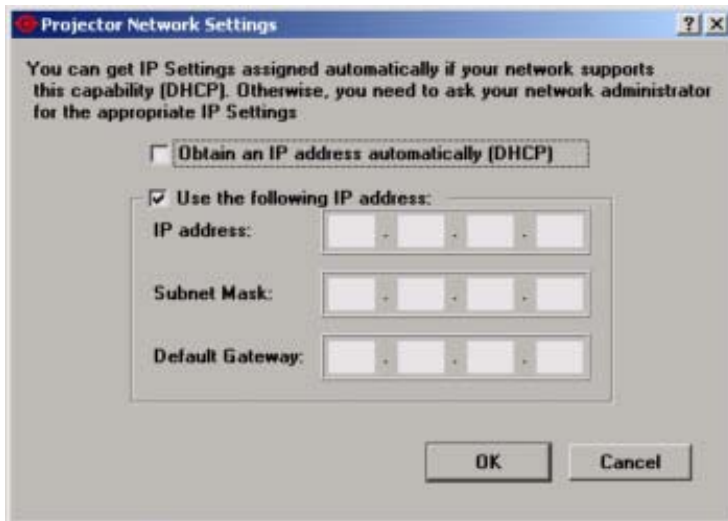 Projector Network Settings
You can get IP Settings assigned automatically if your network supports
this capability (DHCP). Otherwise, you need to ask your network administrator
for the appropriate IP Settings
Obtain an IP address automatically (DHCP)
Use the following IP address:
IP address: . . .
Subnet Mask: . . .
Default Gateway: . . .
OK Cancel